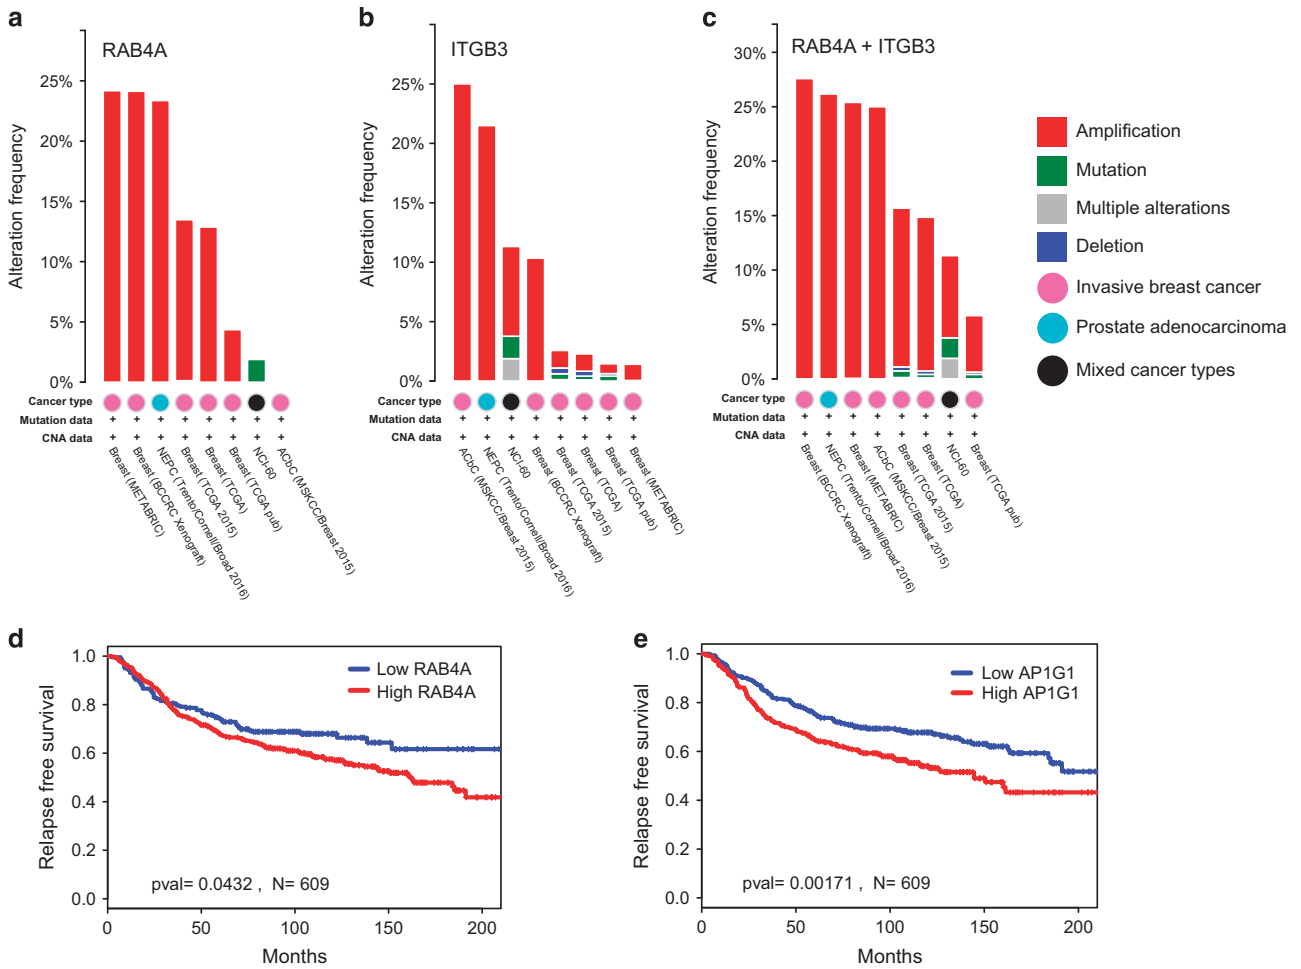 a
RAB4A
Alteration frequency
25%
20%
15%
10%
5%
0%
Cancer type
Mutation data + + + + + + + +
CNA data + + + + + + + +
Breast (METABRIC)
Breast (BCCRC Xenograft)
NEPC (Trento/Cornell/Broad 2016)
Breast (TCGA 2015)
Breast (TCGA)
Breast (TCGA pub)
NCI-60
ACbC (MSKCC/Breast 2015)
b
ITGB3
Alteration frequency
25%
20%
15%
10%
5%
0%
Cancer type
Mutation data + + + + + + + +
CNA data + + + + + + + +
ACbC (MSKCC/Breast 2015)
NEPC (Trento/Cornell/Broad 2016)
NCI-60
Breast (BCCRC Xenograft)
Breast (TCGA 2015)
Breast (TCGA)
Breast (TCGA pub)
Breast (METABRIC)
c
RAB4A + ITGB3
Alteration frequency
30%
25%
20%
15%
10%
5%
0%
Cancer type
Mutation data + + + + + + + +
CNA data + + + + + + + +
Breast (BCCRC Xenograft)
NEPC (Trento/Cornell/Broad 2016)
Breast (METABRIC)
ACbC (MSKCC/Breast 2015)
Breast (TCGA 2015)
Breast (TCGA)
NCI-60
Breast (TCGA pub)
Amplification
Mutation
Multiple alterations
Deletion
Invasive breast cancer
Prostate adenocarcinoma
Mixed cancer types
d
Relapse free survival
1.0
0.8
0.6
0.4
0.2
0.0
Low RAB4A
High RAB4A
pval= 0.0432 , N= 609
0 50 100 150 200
Months
e
Relapse free survival
1.0
0.8
0.6
0.4
0.2
0.0
Low AP1G1
High AP1G1
pval= 0.00171 , N= 609
0 50 100 150 200
Months